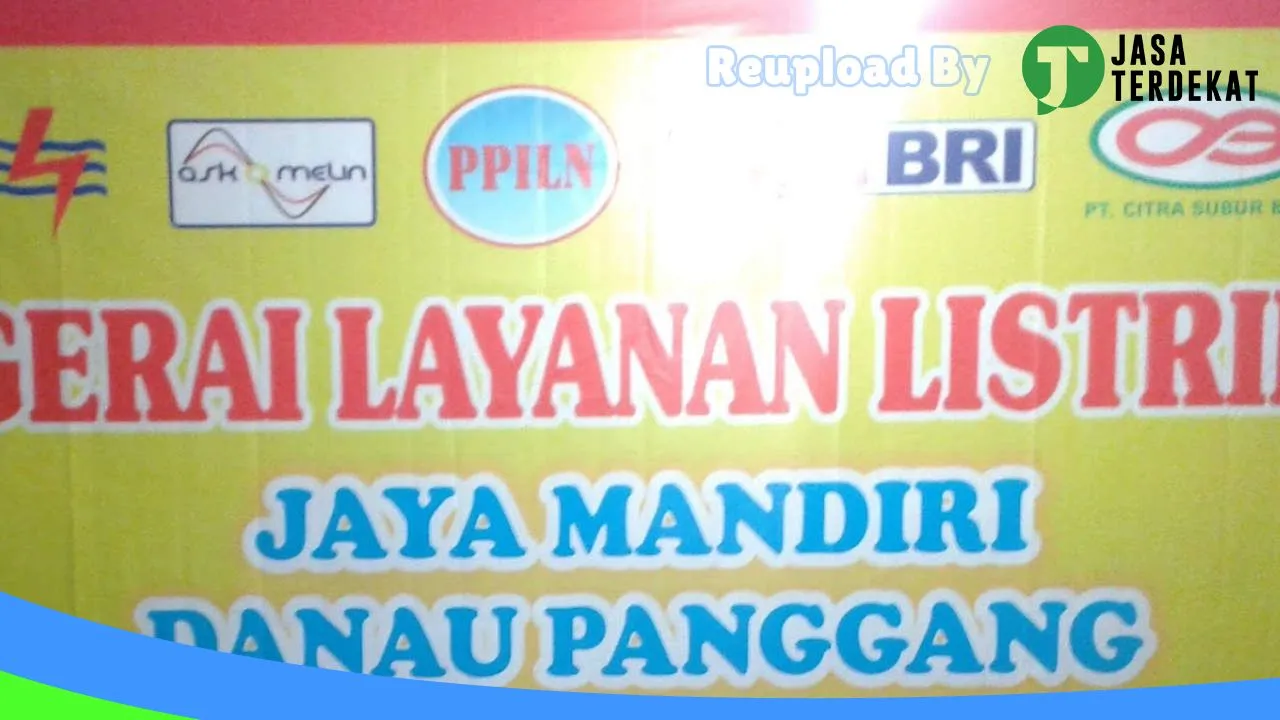 Reupload By
JASA
TERDEKAT
ask melin
PPILN
BRI
PT. CITRA SUBUR
GERAI LAYANAN LISTRIK
JAYA MANDIRI
DANAU PANGGANG